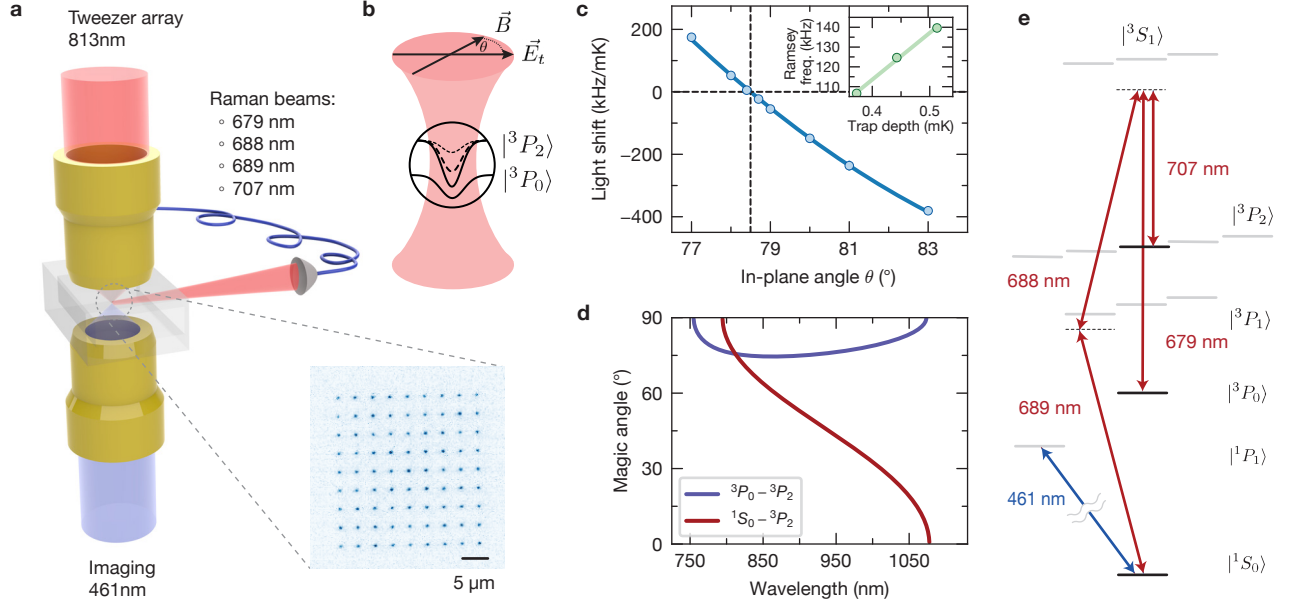 a
Tweezer array
813nm
Raman beams:
◦ 679 nm
◦ 688 nm
◦ 689 nm
◦ 707 nm
Imaging
461nm
5 µm
b
$\vec{B}$
θ
$\vec{E}_t$
|³P₂⟩
|³P₀⟩
c
Light shift (kHz/mK)
200
0
−200
−400
77
79
81
83
In-plane angle θ (°)
Ramsey
freq. (kHz)
140
130
120
110
0.4
0.5
Trap depth (mK)
d
Magic angle (°)
90
60
30
0
750
850
950
1050
Wavelength (nm)
³P₀ – ³P₂
¹S₀ – ³P₂
e
|³S₁⟩
707 nm
|³P₂⟩
688 nm
|³P₁⟩
679 nm
|³P₀⟩
689 nm
|¹P₁⟩
461 nm
|¹S₀⟩